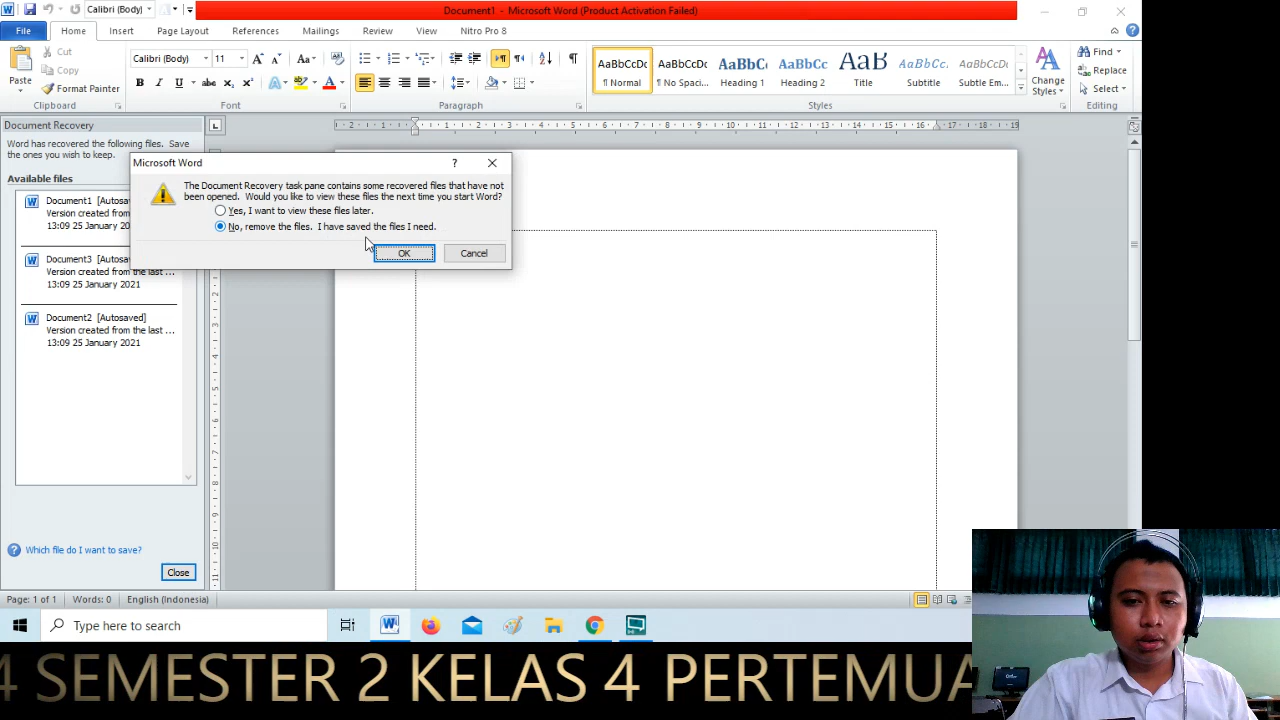 Calibri (Body)
Document1 - Microsoft Word (Product Activation Failed)
File Home Insert Page Layout References Mailings Review View Nitro Pro 8
Paste
Cut
Copy
Format Painter
Clipboard
Calibri (Body) 11
Font
Paragraph
AaBbCcDc AaBbCcDc AaBbC AaBbCc AaB AaBbCc. AaBbCcDc
¶ Normal ¶ No Spaci... Heading 1 Heading 2 Title Subtitle Subtle Em...
Styles
Change Styles
Find
Replace
Select
Editing
Document Recovery
Word has recovered the following files. Save
the ones you wish to keep.
Available files
Document1 [Autosa
Version created from
13:09 25 January 2021
Document3 [Autosa
Version created from the last ...
13:09 25 January 2021
Document2 [Autosaved]
Version created from the last ...
13:09 25 January 2021
Which file do I want to save?
Close
Microsoft Word
The Document Recovery task pane contains some recovered files that have not
been opened. Would you like to view these files the next time you start Word?
Yes, I want to view these files later.
No, remove the files. I have saved the files I need.
OK Cancel
Page: 1 of 1 Words: 0 English (Indonesia)
Type here to search
4 SEMESTER 2 KELAS 4 PERTEMUA